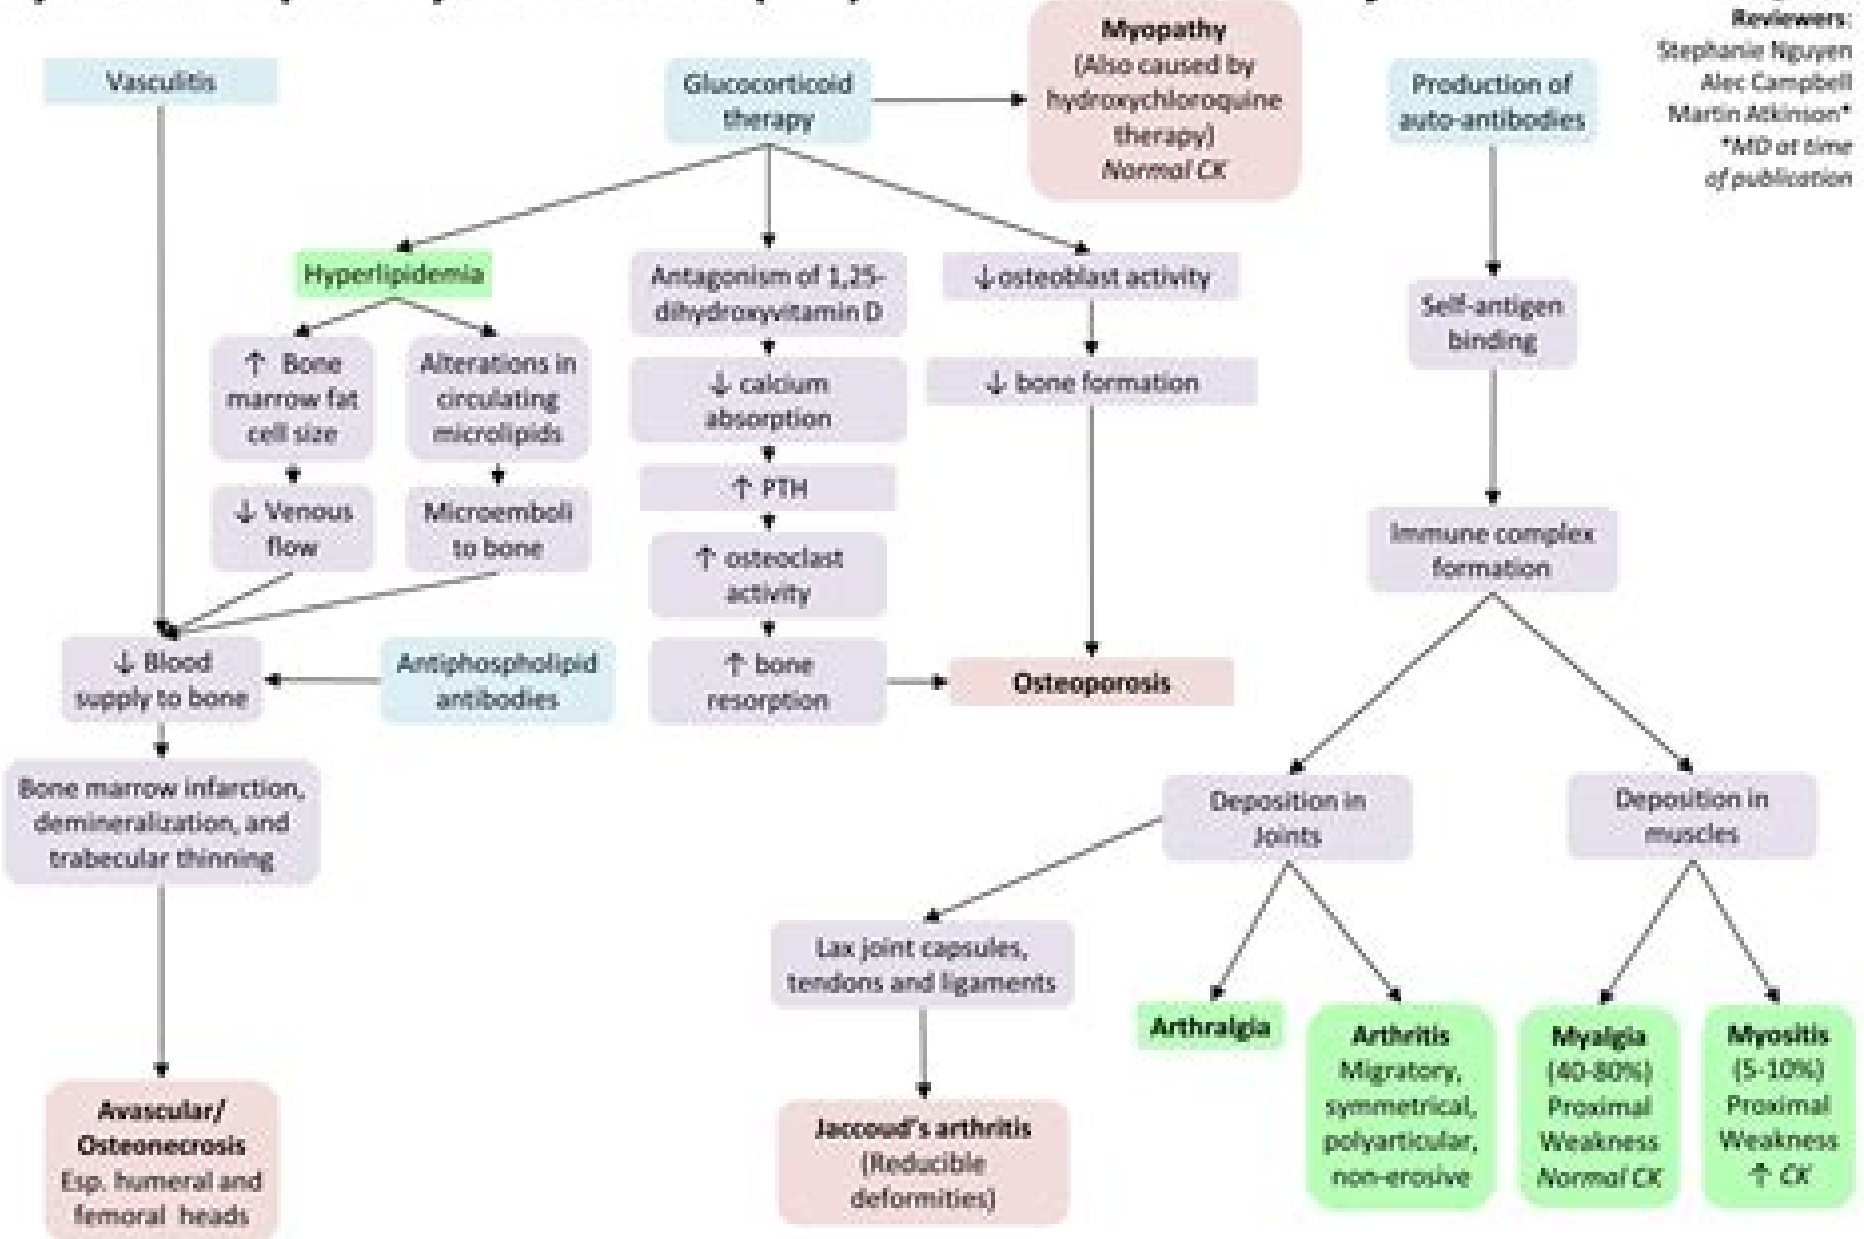 Reviewers:
Stephanie Nguyen
Alec Campbell
Martin Atkinson*
*MD at time
of publication
Vasculitis
Glucocorticoid
therapy
Myopathy
(Also caused by
hydroxychloroquine
therapy)
Normal CK
Production of
auto-antibodies
Hyperlipidemia
Antagonism of 1,25-
dihydroxyvitamin D
↓osteoblast activity
Self-antigen
binding
↑ Bone
marrow fat
cell size
Alterations in
circulating
microlipids
↓ calcium
absorption
↓ bone formation
↑ PTH
↓ Venous
flow
Microemboli
to bone
↑ osteoclast
activity
Immune complex
formation
↓ Blood
supply to bone
Antiphospholipid
antibodies
↑ bone
resorption
Osteoporosis
Bone marrow infarction,
demineralization, and
trabecular thinning
Deposition in
Joints
Deposition in
muscles
Lax joint capsules,
tendons and ligaments
Arthralgia
Arthritis
Migratory,
symmetrical,
polyarticular,
non-erosive
Myalgia
(40-80%)
Proximal
Weakness
Normal CK
Myositis
(5-10%)
Proximal
Weakness
↑ CK
Avascular/
Osteonecrosis
Esp. humeral and
femoral heads
Jaccoud's arthritis
(Reducible
deformities)